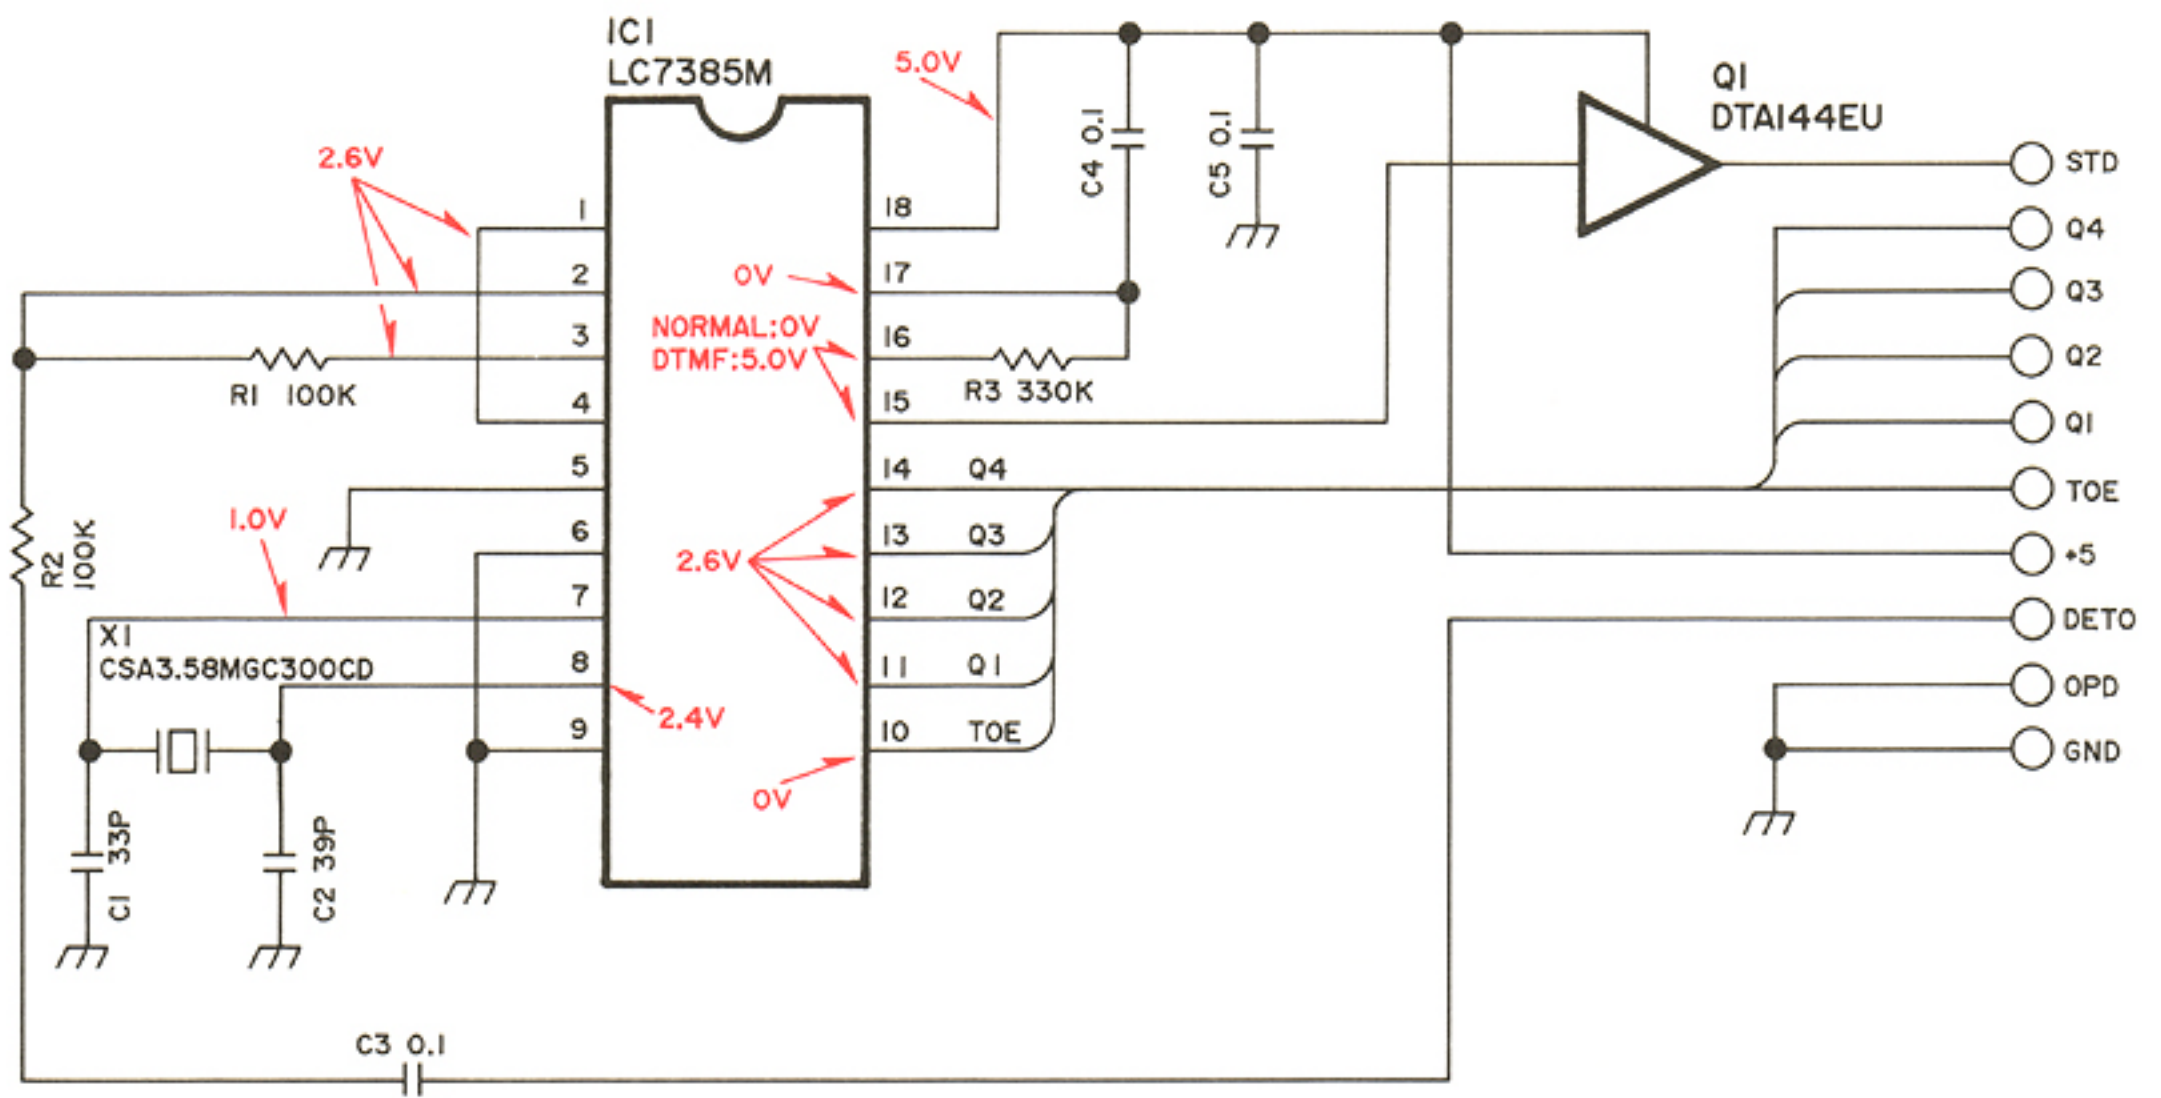 IC1
LC7385M
5.0V
Q1
DTA144EU
C4 0.1
C5 0.1
STD
2.6V
1
18
Q4
2
0V
17
Q3
3
NORMAL:0V
DTMF:5.0V
16
Q2
R1 100K
R3 330K
4
15
Q1
5
14 Q4
TOE
1.0V
6
13 Q3
+5
R2
100K
2.6V
7
12 Q2
DETO
X1
CSA3.58MGC300CD
8
11 Q1
OPD
2.4V
9
10 TOE
GND
0V
C1 33P
C2 39P
C3 0.1